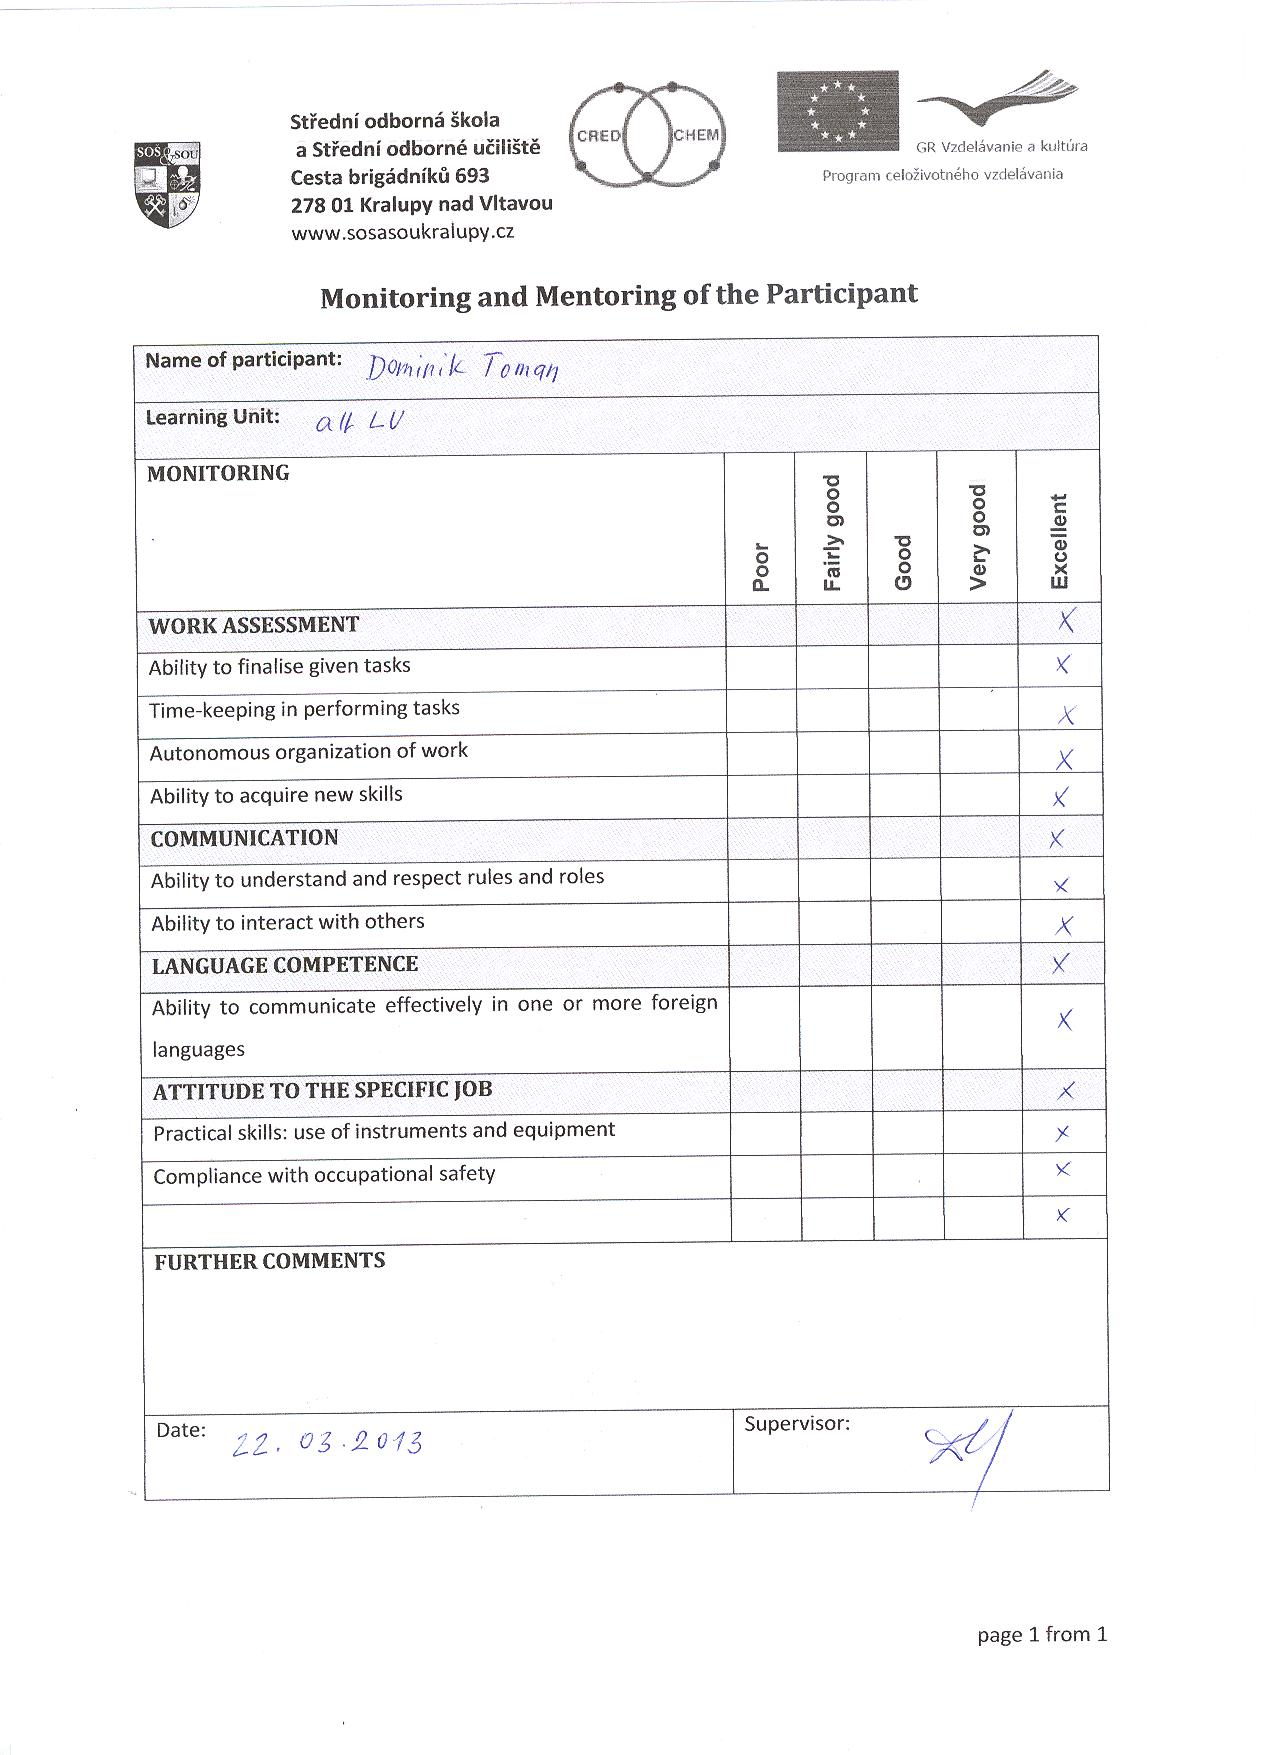 SOŠ & SOU
Střední odborná škola
a Střední odborné učiliště
Cesta brigádníků 693
278 01 Kralupy nad Vltavou
www.sosasoukralupy.cz
CRED CHEM
GR Vzdelávanie a kultúra
Program celoživotného vzdelávania
Monitoring and Mentoring of the Participant
Name of participant: Dominik Toman
Learning Unit: all LU
MONITORING Poor Fairly good Good Very good Excellent
WORK ASSESSMENT X
Ability to finalise given tasks X
Time-keeping in performing tasks X
Autonomous organization of work X
Ability to acquire new skills X
COMMUNICATION X
Ability to understand and respect rules and roles X
Ability to interact with others X
LANGUAGE COMPETENCE X
Ability to communicate effectively in one or more foreign
languages X
ATTITUDE TO THE SPECIFIC JOB X
Practical skills: use of instruments and equipment X
Compliance with occupational safety X
X
FURTHER COMMENTS
Date: 22.03.2013 Supervisor:
page 1 from 1